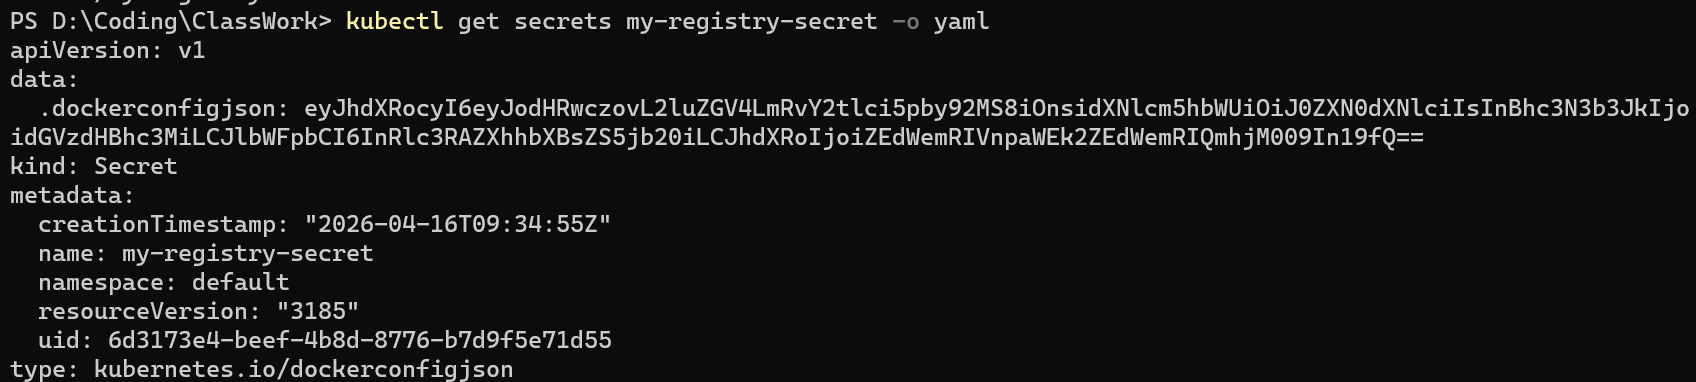 PS D:\Coding\ClassWork> kubectl get secrets my-registry-secret -o yaml
apiVersion: v1
data:
  .dockerconfigjson: eyJhdXRocyI6eyJodHRwczovL2luZGV4LmRvY2tlci5pby92MS8iOnsidXNlcm5hbWUiOiJ0ZXN0dXNlciIsInBhc3N3b3JkIjo
idGVzdHBhc3MiLCJlbWFpbCI6InRlc3RAZXhhbXBsZS5jb20iLCJhdXRoIjoiZEdWemRIVnpaWEk2ZEdWemRIQmhjM009In19fQ==
kind: Secret
metadata:
  creationTimestamp: "2026-04-16T09:34:55Z"
  name: my-registry-secret
  namespace: default
  resourceVersion: "3185"
  uid: 6d3173e4-beef-4b8d-8776-b7d9f5e71d55
type: kubernetes.io/dockerconfigjson